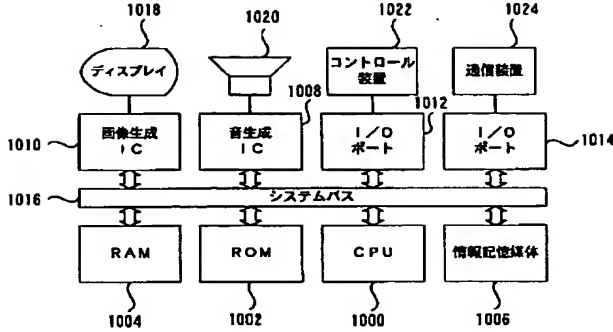 1018
1020
1022
1024
ディスプレイ
コントロール
装置
通信装置
1008
1012
1010
画像生成
IC
音生成
IC
I/O
ポート
I/O
ポート
1014
1016
システムバス
RAM
ROM
CPU
情報記憶媒体
1004
1002
1000
1006